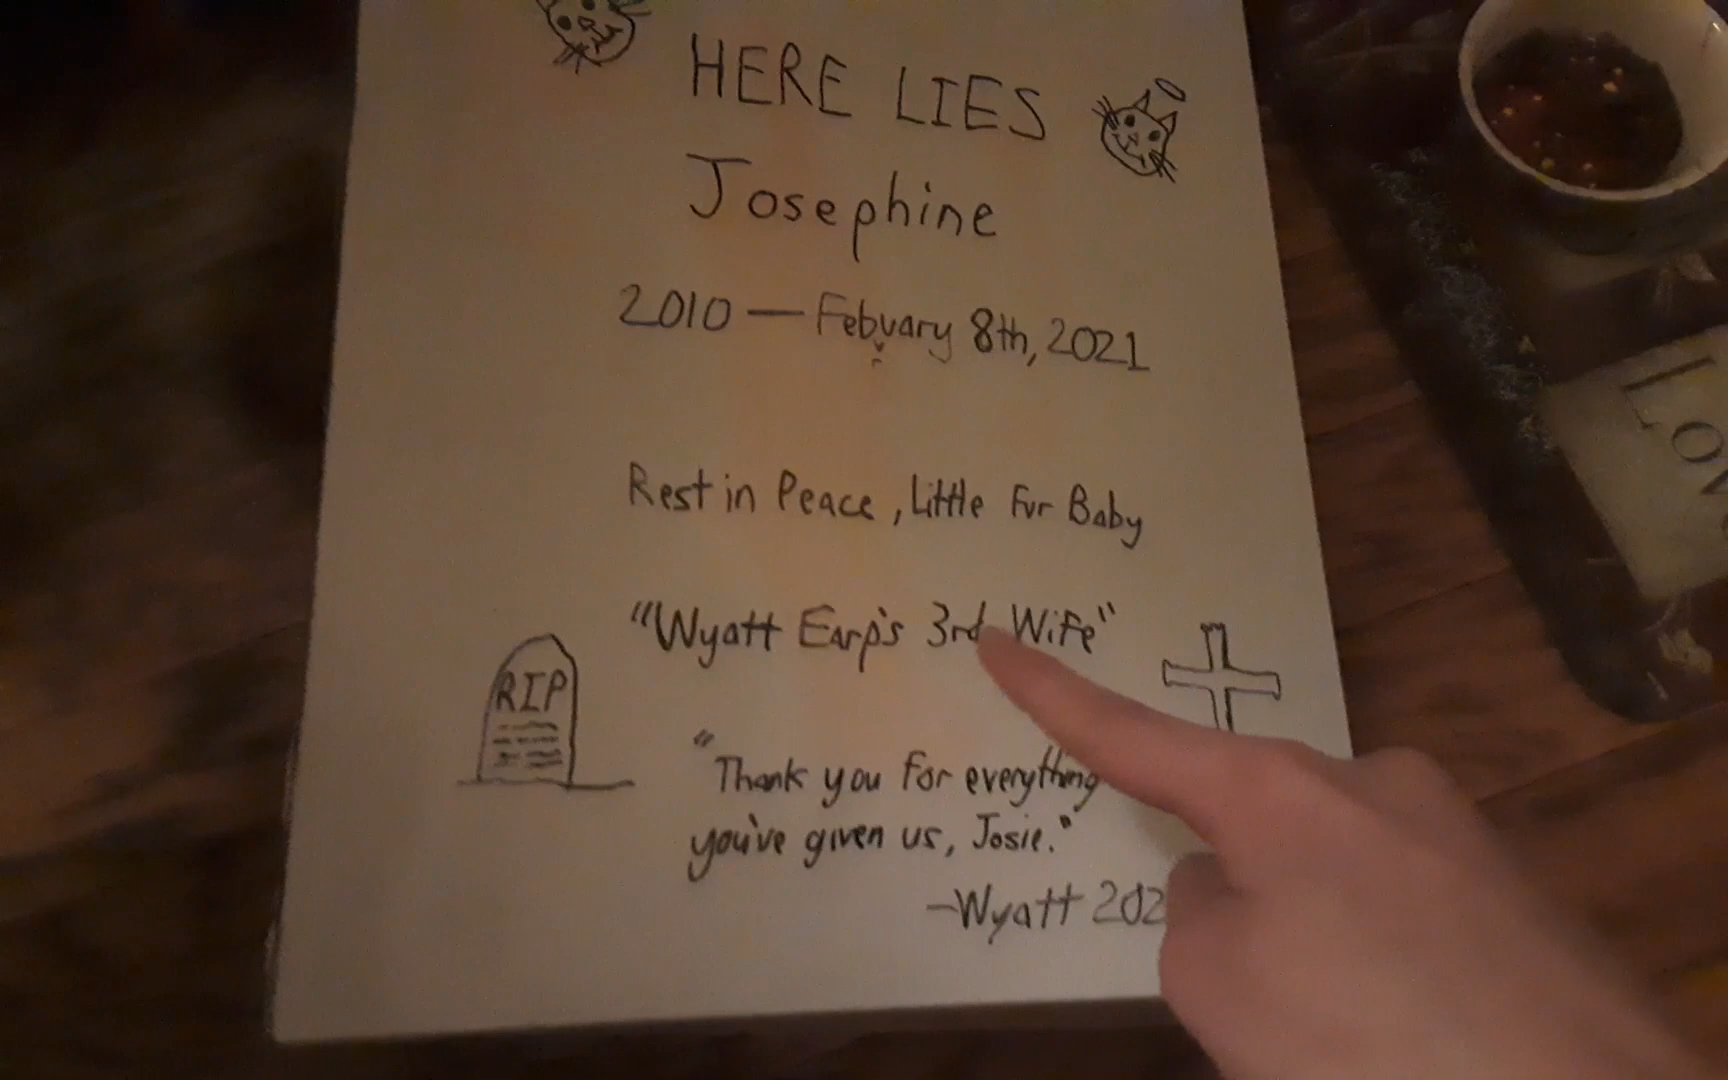 HERE LIES
Josephine
2010 — Febuary 8th, 2021
Rest in Peace, Little Fur Baby
"Wyatt Earp's 3rd Wife"
RIP
"Thank you for everything
you've given us, Josie."
-Wyatt 202